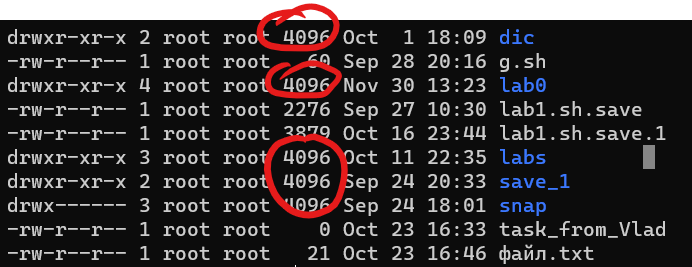 drwxr-xr-x 2 root root 4096 Oct  1 18:09 dic
-rw-r--r-- 1 root root   60 Sep 28 20:16 g.sh
drwxr-xr-x 4 root root 4096 Nov 30 13:23 lab0
-rw-r--r-- 1 root root 2276 Sep 27 10:30 lab1.sh.save
-rw-r--r-- 1 root root 3879 Oct 16 23:44 lab1.sh.save.1
drwxr-xr-x 3 root root 4096 Oct 11 22:35 labs
drwxr-xr-x 2 root root 4096 Sep 24 20:33 save_1
drwx------ 3 root root 4096 Sep 24 18:01 snap
-rw-r--r-- 1 root root    0 Oct 23 16:33 task_from_Vlad
-rw-r--r-- 1 root root   21 Oct 23 16:46 файл.txt